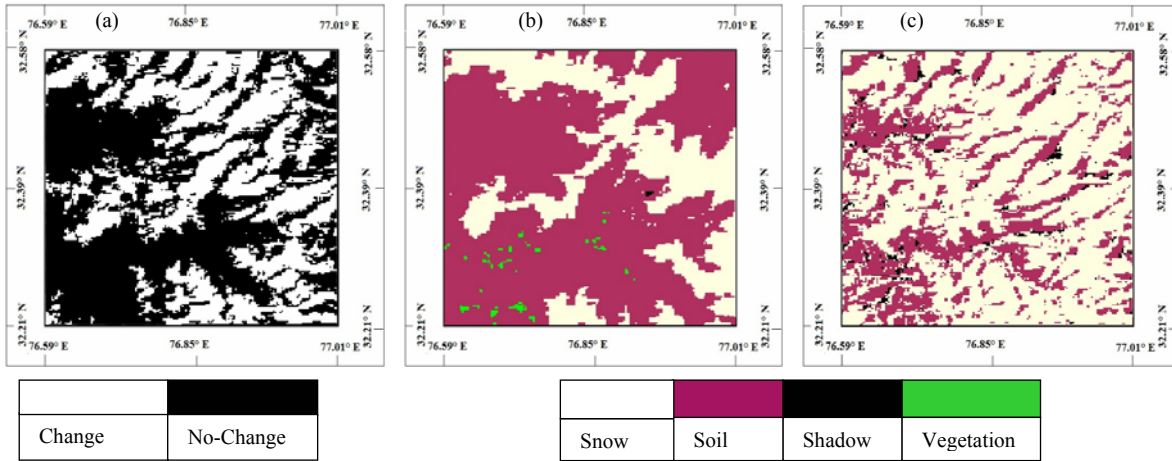 76.59° E 76.85° E 77.01° E
(a)
32.58° N 32.58° N
32.39° N 32.39° N
32.21° N 32.21° N
76.59° E 76.85° E 77.01° E
76.59° E 76.85° E 77.01° E
(b)
32.58° N 32.58° N
32.39° N 32.39° N
32.21° N 32.21° N
76.59° E 76.85° E 77.01° E
76.59° E 76.85° E 77.01° E
(c)
32.58° N 32.58° N
32.39° N 32.39° N
32.21° N 32.21° N
76.59° E 76.85° E 77.01° E
Change No-Change
Snow Soil Shadow Vegetation